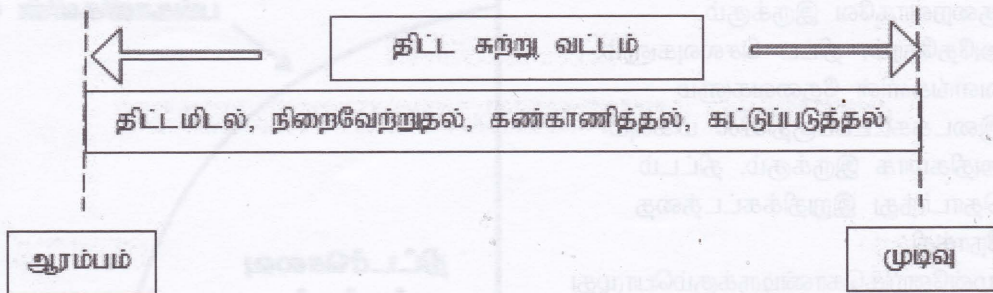 திட்ட சுற்று வட்டம்
திட்டமிடல், நிறைவேற்றுதல், கண்காணித்தல், கட்டுப்படுத்தல்
ஆரம்பம்
முடிவு